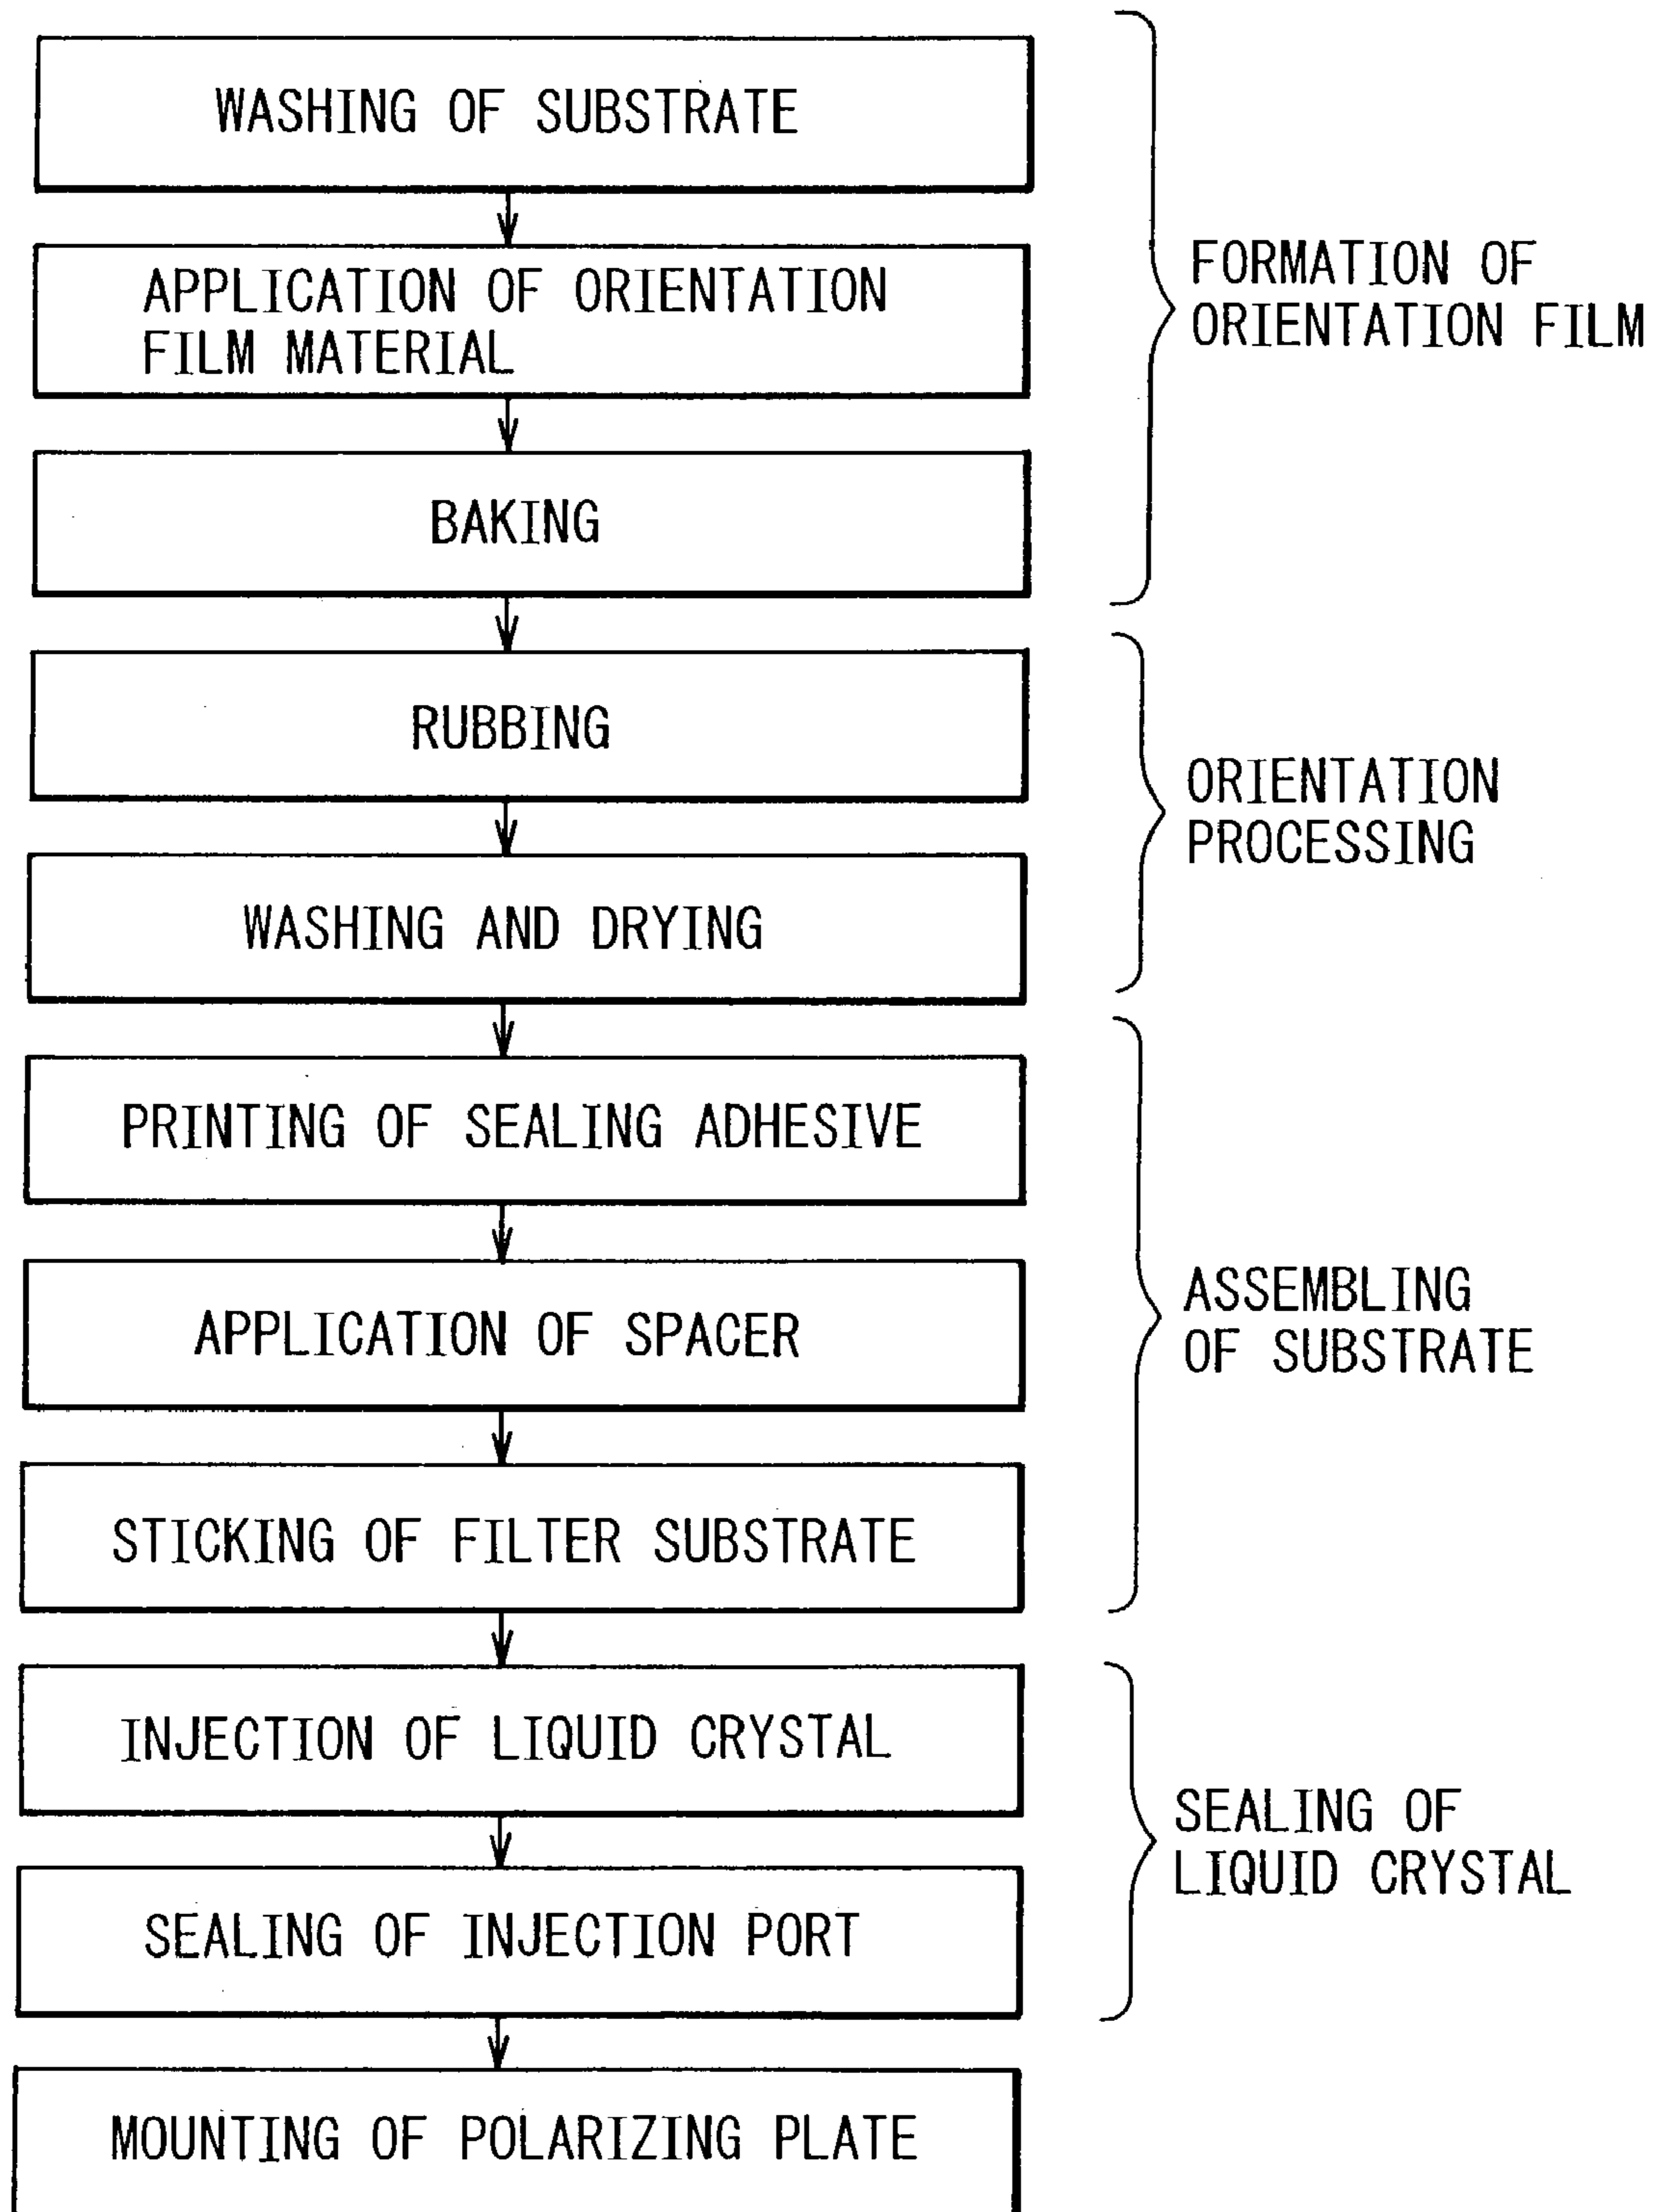 WASHING OF SUBSTRATE
APPLICATION OF ORIENTATION
FILM MATERIAL
BAKING
FORMATION OF
ORIENTATION FILM
RUBBING
WASHING AND DRYING
ORIENTATION
PROCESSING
PRINTING OF SEALING ADHESIVE
APPLICATION OF SPACER
STICKING OF FILTER SUBSTRATE
ASSEMBLING
OF SUBSTRATE
INJECTION OF LIQUID CRYSTAL
SEALING OF INJECTION PORT
SEALING OF
LIQUID CRYSTAL
MOUNTING OF POLARIZING PLATE